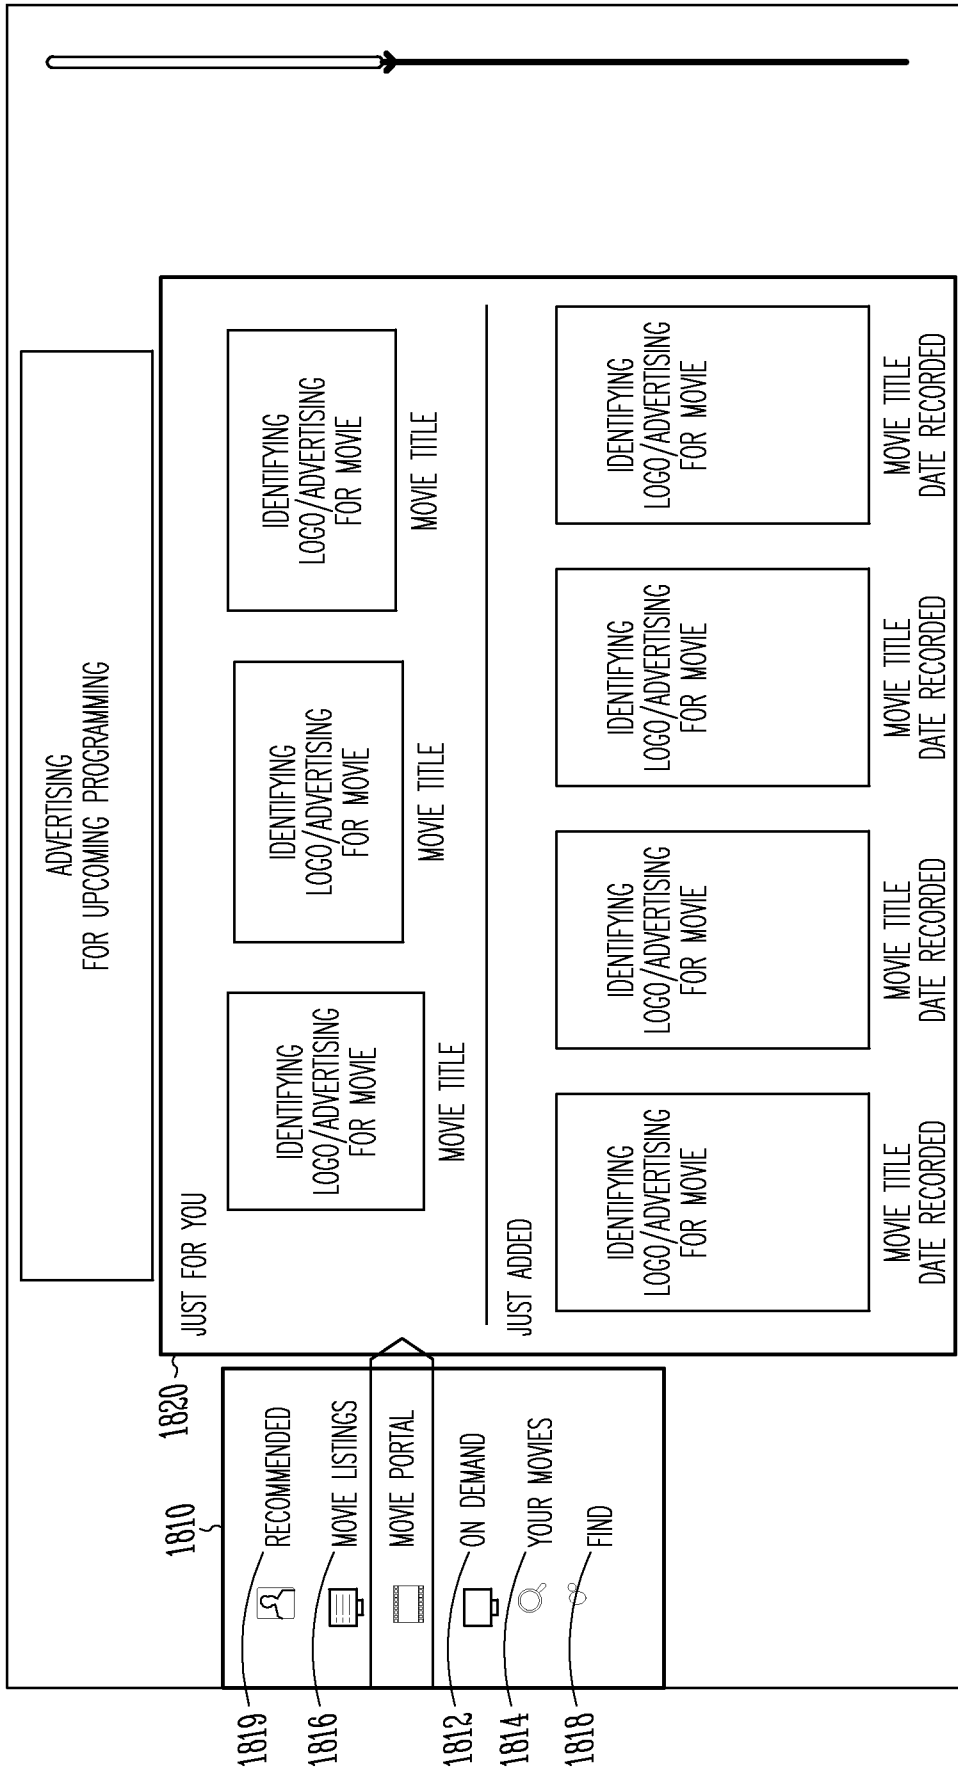 ADVERTISING
FOR UPCOMING PROGRAMMING
1810
1820
1819
RECOMMENDED
1816
MOVIE LISTINGS
MOVIE PORTAL
1812
ON DEMAND
1814
YOUR MOVIES
1818
FIND
JUST FOR YOU
IDENTIFYING
LOGO/ADVERTISING
FOR MOVIE
MOVIE TITLE
IDENTIFYING
LOGO/ADVERTISING
FOR MOVIE
MOVIE TITLE
IDENTIFYING
LOGO/ADVERTISING
FOR MOVIE
MOVIE TITLE
JUST ADDED
IDENTIFYING
LOGO/ADVERTISING
FOR MOVIE
MOVIE TITLE
DATE RECORDED
IDENTIFYING
LOGO/ADVERTISING
FOR MOVIE
MOVIE TITLE
DATE RECORDED
IDENTIFYING
LOGO/ADVERTISING
FOR MOVIE
MOVIE TITLE
DATE RECORDED
IDENTIFYING
LOGO/ADVERTISING
FOR MOVIE
MOVIE TITLE
DATE RECORDED